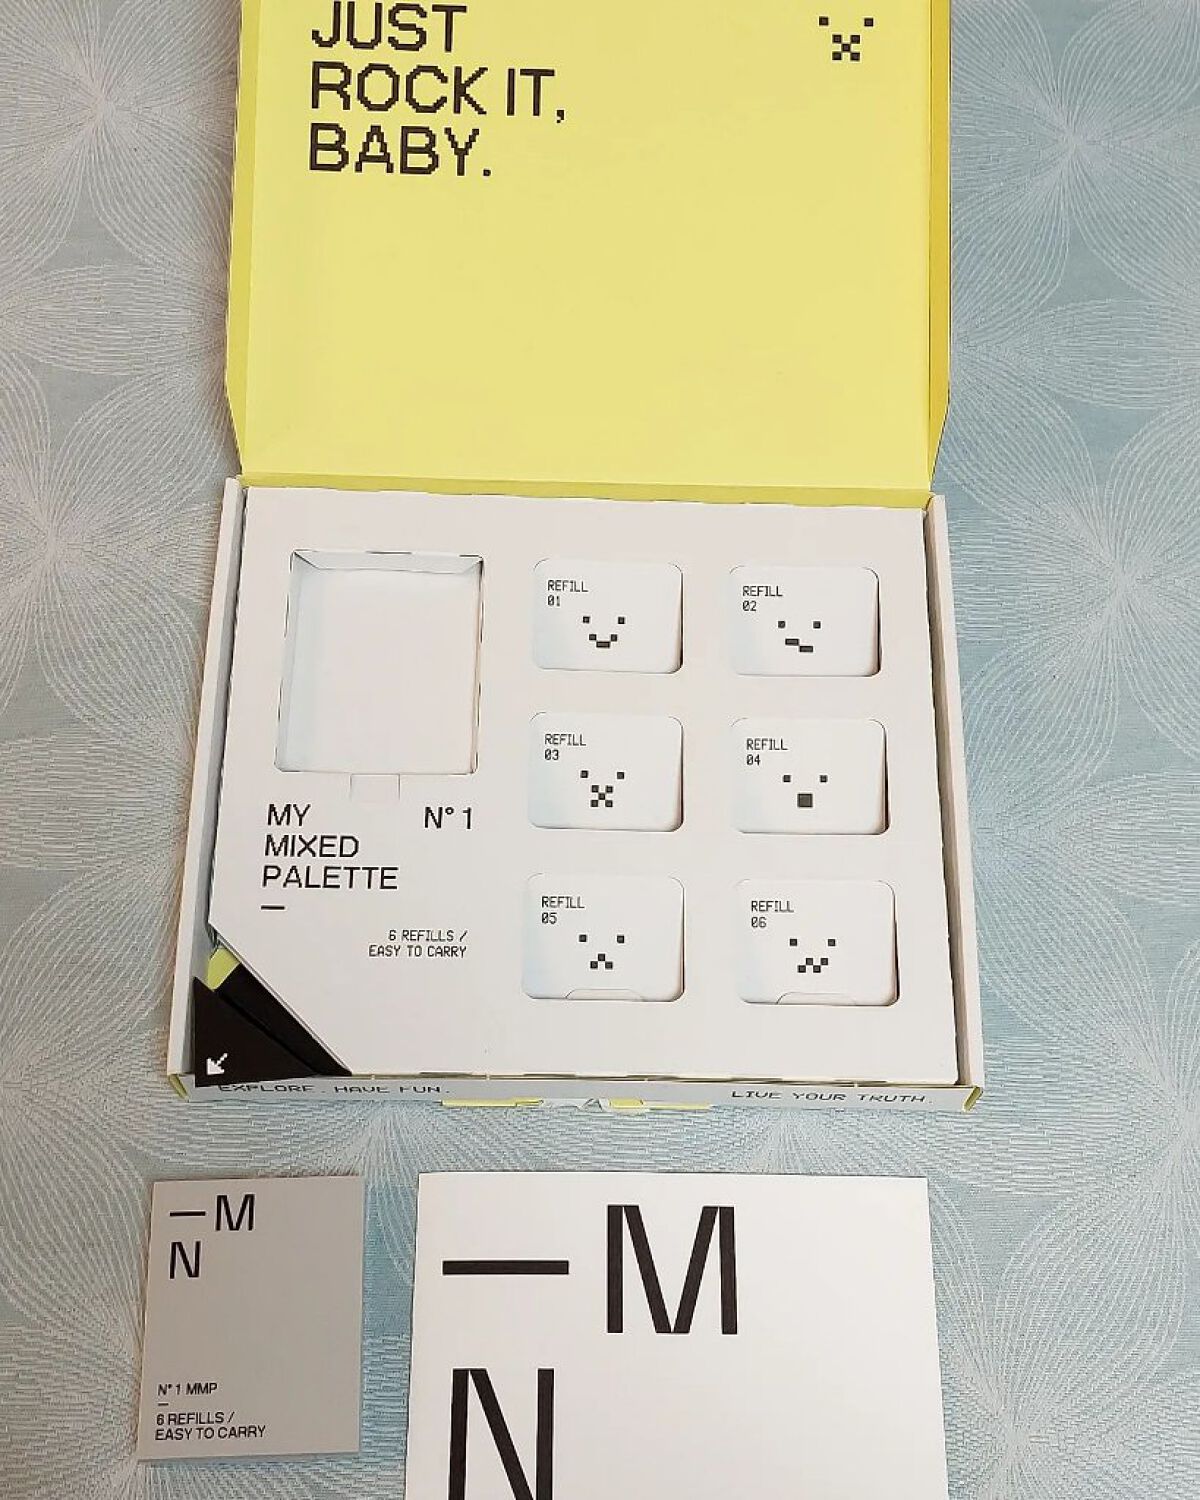 JUST
ROCK IT,
BABY.
REFILL
01
REFILL
02
REFILL
03
REFILL
04
REFILL
05
REFILL
06
MY
MIXED
PALETTE
N° 1
6 REFILLS /
EASY TO CARRY
EXPLORE. HAVE FUN.
LIVE YOUR TRUTH.
—M
N
N° 1 MMP
6 REFILLS /
EASY TO CARRY
—M
N